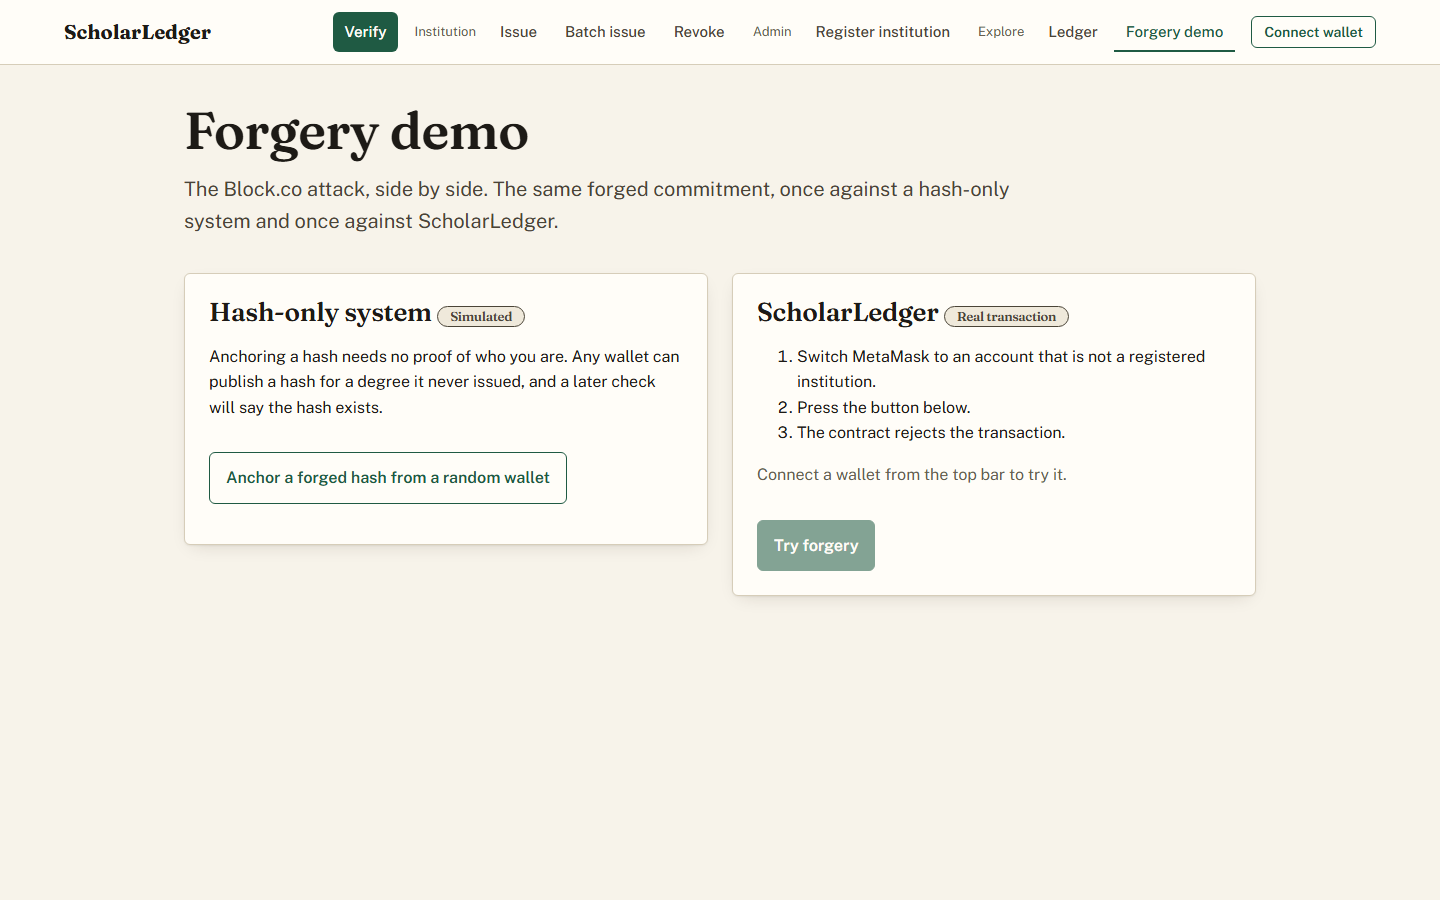 ScholarLedger
Verify Institution Issue Batch issue Revoke Admin Register institution Explore Ledger Forgery demo Connect wallet
Forgery demo
The Block.co attack, side by side. The same forged commitment, once against a hash-only
system and once against ScholarLedger.
Hash-only system Simulated
Anchoring a hash needs no proof of who you are. Any wallet can
publish a hash for a degree it never issued, and a later check
will say the hash exists.
Anchor a forged hash from a random wallet
ScholarLedger Real transaction
1. Switch MetaMask to an account that is not a registered
institution.
2. Press the button below.
3. The contract rejects the transaction.
Connect a wallet from the top bar to try it.
Try forgery